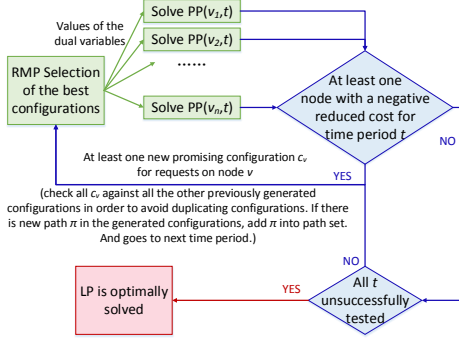 Values of the
dual variables
Solve PP(v₁,t)
Solve PP(v₂,t)
......
Solve PP(vₙ,t)
RMP Selection
of the best
configurations
At least one
node with a negative
reduced cost for
time period t
NO
YES
At least one new promising configuration cᵥ
for requests on node v
(check all cᵥ against all the other previously generated
configurations in order to avoid duplicating configurations. If there
is new path π in the generated configurations, add π into path set.
And goes to next time period.)
NO
All t
unsuccessfully
tested
YES
LP is optimally
solved